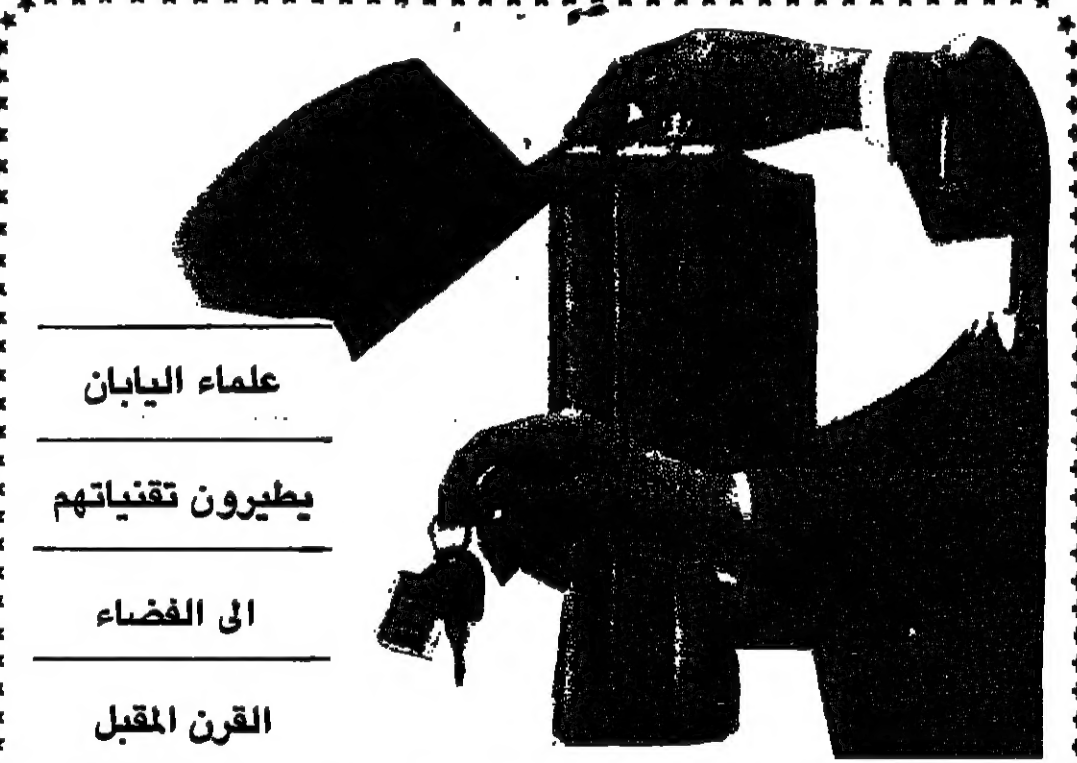 علماء اليابان
يطيرون تقنياتهم
الى الفضاء
القرن المقبل